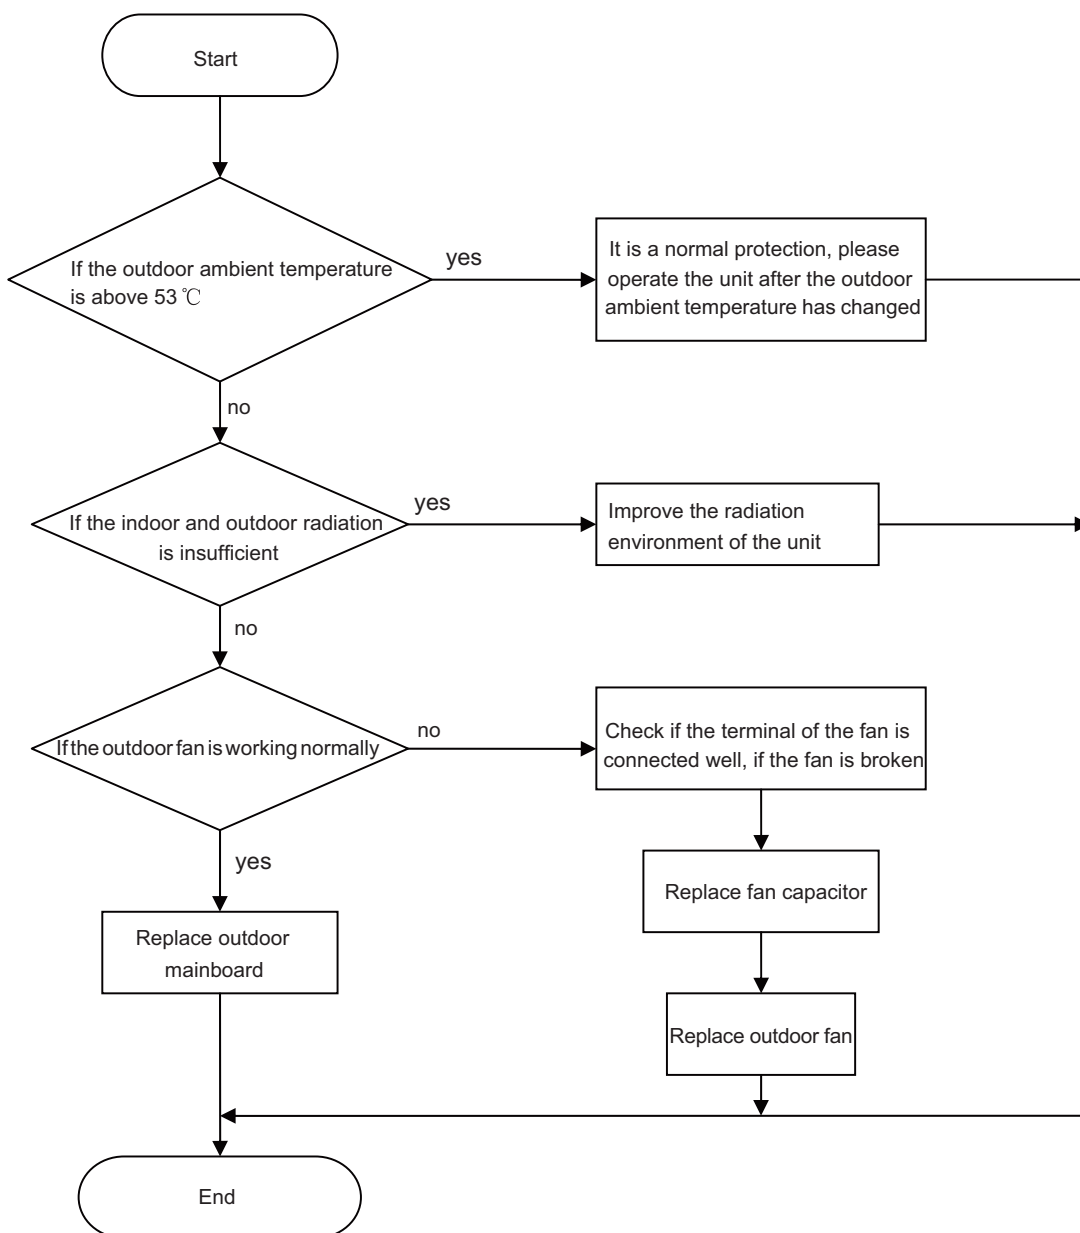 Start
If the outdoor ambient temperature
is above 53 ℃
yes
It is a normal protection, please
operate the unit after the outdoor
ambient temperature has changed
no
If the indoor and outdoor radiation
is insufficient
yes
Improve the radiation
environment of the unit
no
If the outdoor fan is working normally
no
Check if the terminal of the fan is
connected well, if the fan is broken
yes
Replace fan capacitor
Replace outdoor
mainboard
Replace outdoor fan
End